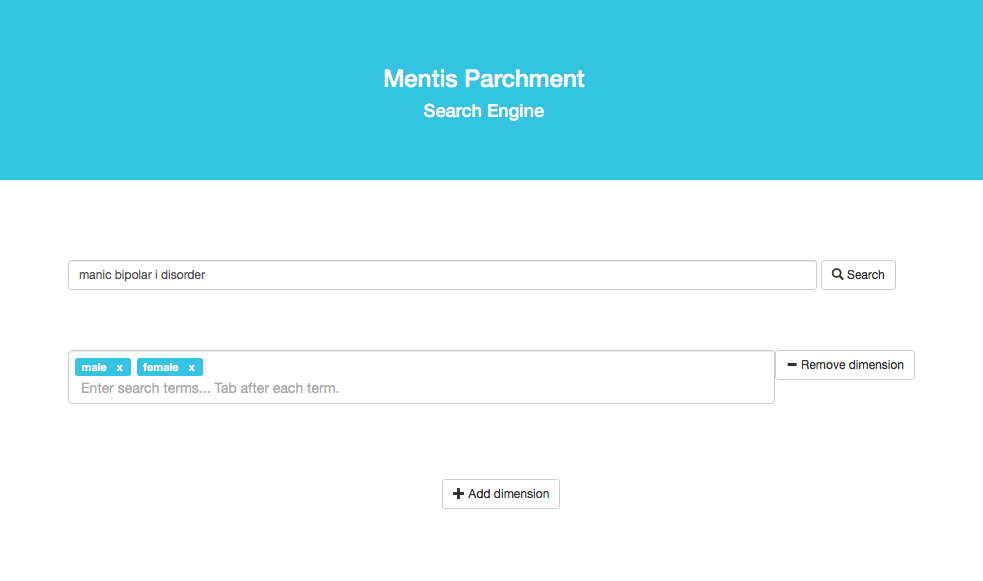 Mentis Parchment
Search Engine
manic bipolar i disorder
Search
male x female x
Enter search terms... Tab after each term.
Remove dimension
Add dimension